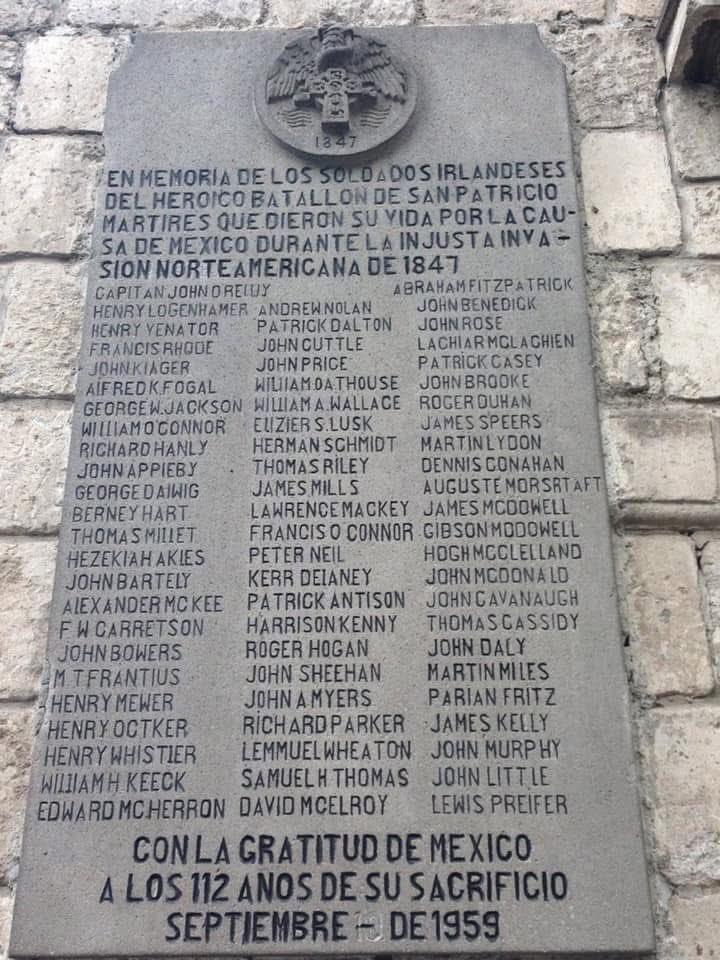 1847
EN MEMORIA DE LOS SOLDADOS IRLANDESES
DEL HEROICO BATALLON DE SAN PATRICIO
MARTIRES QUE DIERON SU VIDA POR LA CAU-
SA DE MEXICO DURANTE LA INJUSTA INVA-
SION NORTEAMERICANA DE 1847
CAPITAN JOHN O REILLY ABRAHAM FITZPATRICK
HENRY LOGENHAMER ANDREW NOLAN JOHN BENEDICK
HENRY VENATOR PATRICK DALTON JOHN ROSE
FRANCIS RHODE JOHN CUTTLE LACHIAR MCLACHIEN
JOHN KIAGER JOHN PRICE PATRICK CASEY
AIFRED K.FOGAL WILLIAM OATHOUSE JOHN BROOKE
GEORGE W.JACKSON WILLIAM A.WALLACE ROGER DUHAN
WILLIAM O'CONNOR ELIZIER S.LUSK JAMES SPEERS
RICHARD HANLY HERMAN SCHMIDT MARTIN LYDON
JOHN APPIEBY THOMAS RILEY DENNIS CONAHAN
GEORGE DAIWIG JAMES MILLS AUGUSTE MORSRTAFT
BERNEY HART LAWRENCE MACKEY JAMES MCDOWELL
THOMAS MILLET FRANCIS O CONNOR GIBSON MDDOWELL
HEZEKIAH AKIES PETER NEIL HOGH MCCLELLAND
JOHN BARTELY KERR DELANEY JOHN MCDONALD
ALEXANDER MC KEE PATRICK ANTISON JOHN CAVANAUGH
F W GARRETSON HARRISON KENNY THOMAS CASSIDY
JOHN BOWERS ROGER HOGAN JOHN DALY
M T FRANTIUS JOHN SHEEHAN MARTIN MILES
HENRY MEWER JOHN A MYERS PARIAN FRITZ
HENRY OCTKER RICHARD PARKER JAMES KELLY
HENRY WHISTIER LEMMUEL WHEATON JOHN MURPHY
WILLIAM H KEECK SAMUEL H THOMAS JOHN LITTLE
EDWARD MCHERRON DAVID MCELROY LEWIS PREIFER
CON LA GRATITUD DE MEXICO
A LOS 112 AÑOS DE SU SACRIFICIO
SEPTIEMBRE - DE 1959